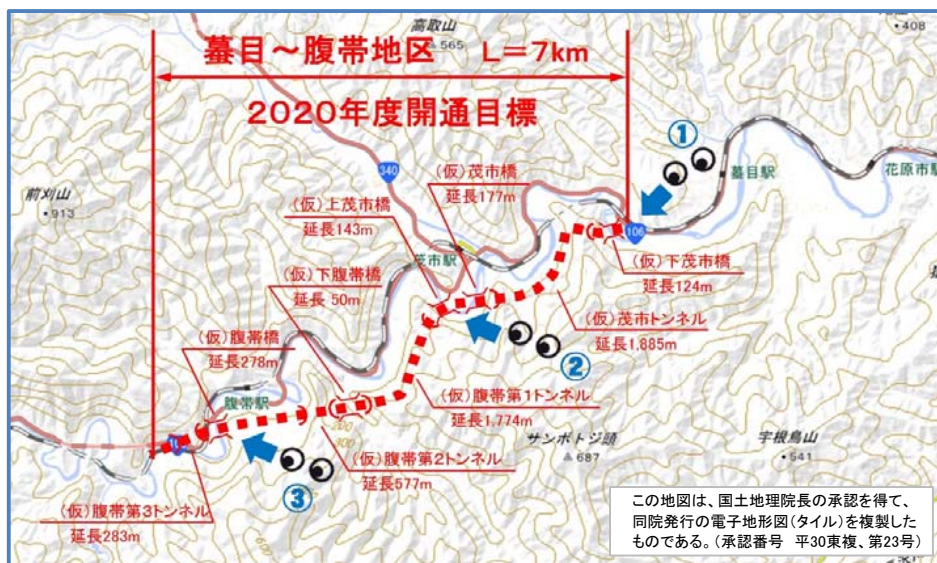 高取山
565
408
蟇目～腹帯地区 L＝7km
2020年度開通目標
①
340
(仮)茂市橋
延長177m
蟇目駅
花原市駅
前刈山
・913
(仮)上茂市橋
延長143m
106
茂市駅
(仮)下茂市橋
延長124m
(仮)下腹帯橋
延長 50m
(仮)茂市トンネル
延長1,885m
(仮)腹帯橋
延長278m
②
腹帯駅
(仮)腹帯第1トンネル
延長1,774m
200
300
サンボトジ頭
687
宇根鳥山
・541
(仮)腹帯第2トンネル
延長577m
③
(仮)腹帯第3トンネル
延長283m
600
この地図は、国土地理院長の承認を得て、
同院発行の電子地形図(タイル)を複製した
ものである。(承認番号 平30東複、第23号)